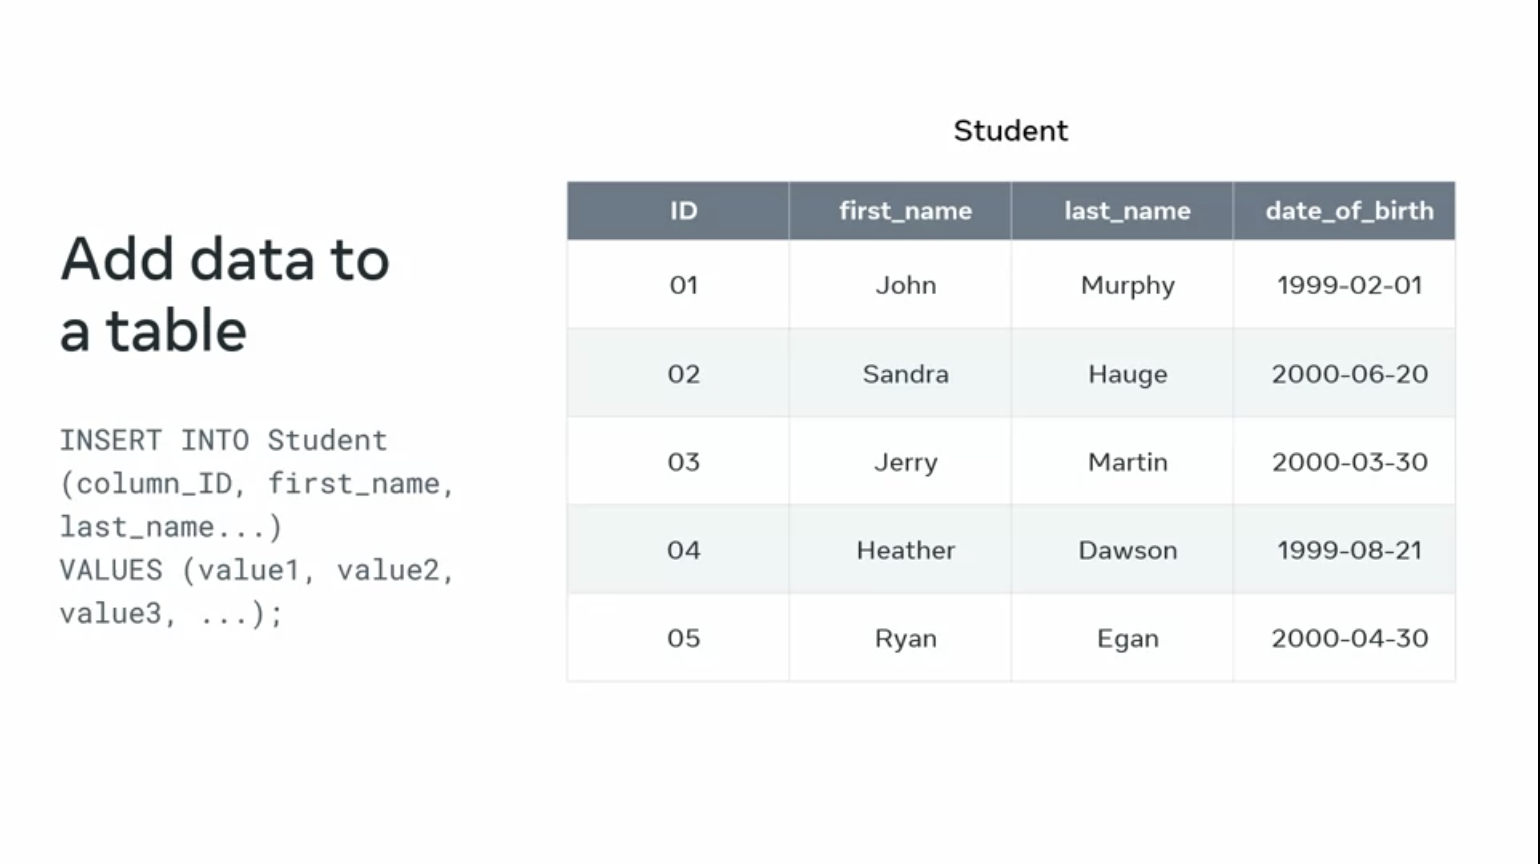 Add data to
a table
INSERT INTO Student
(column_ID, first_name,
last_name...)
VALUES (value1, value2,
value3, ...);
Student
ID first_name last_name date_of_birth
01 John Murphy 1999-02-01
02 Sandra Hauge 2000-06-20
03 Jerry Martin 2000-03-30
04 Heather Dawson 1999-08-21
05 Ryan Egan 2000-04-30